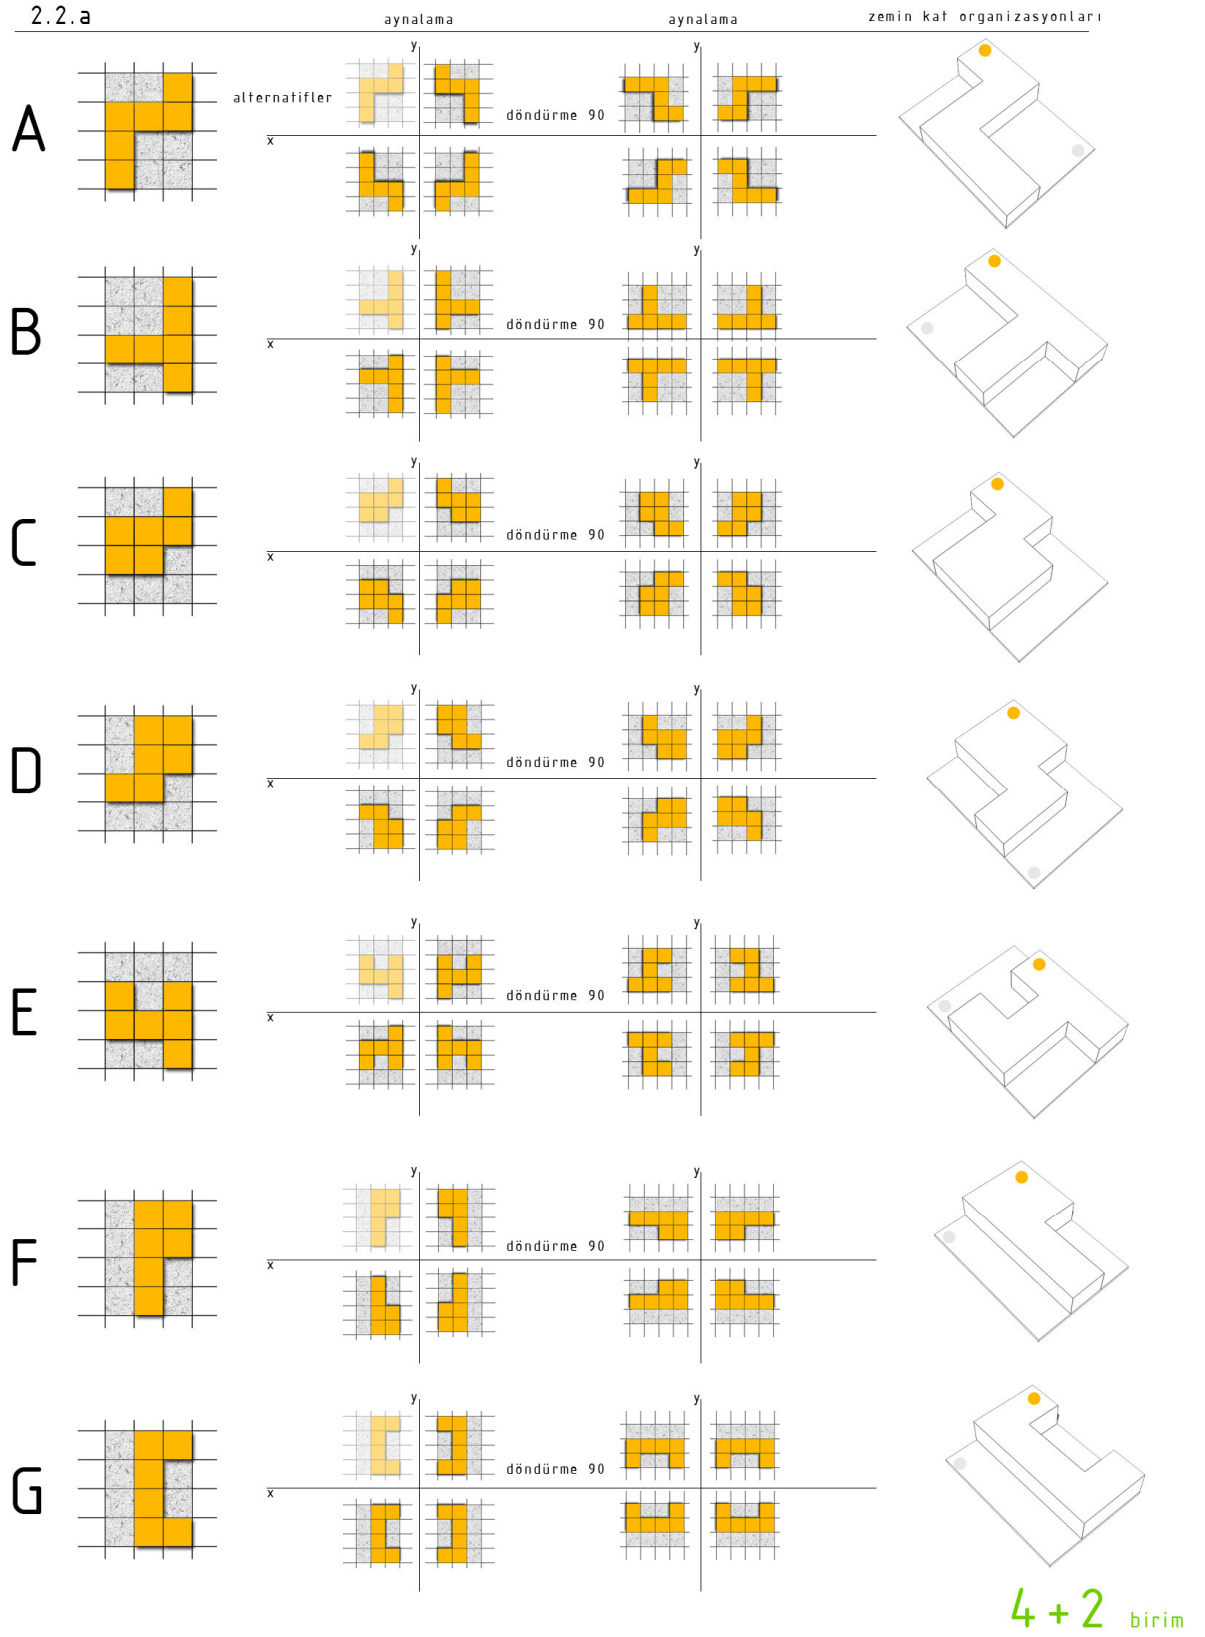 2.2.a
aynalama
aynalama
zemin kat organizasyonları
A
alternatifler
y
x
döndürme 90
y
B
y
x
döndürme 90
y
C
y
x
döndürme 90
y
D
y
x
döndürme 90
y
E
y
x
döndürme 90
y
F
y
x
döndürme 90
y
G
y
x
döndürme 90
y
4+2 birim